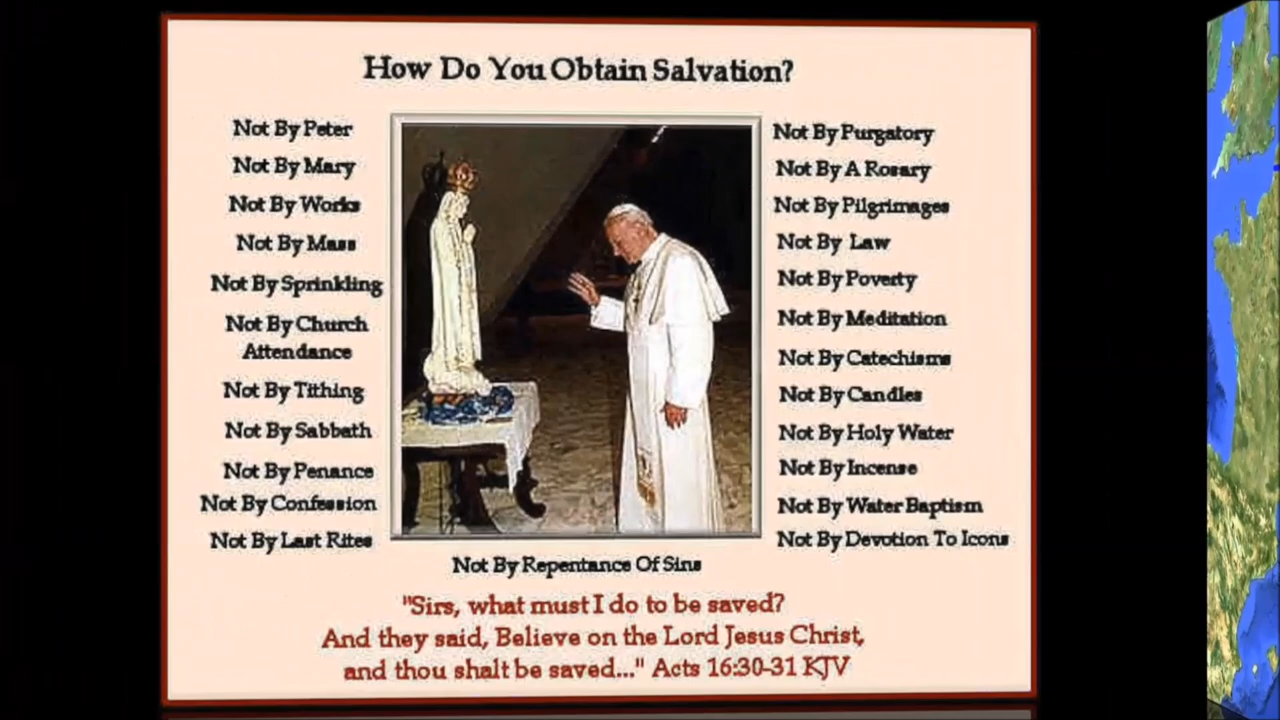 How Do You Obtain Salvation?
Not By Peter
Not By Mary
Not By Works
Not By Mass
Not By Sprinkling
Not By Church
Attendance
Not By Tithing
Not By Sabbath
Not By Penance
Not By Confession
Not By Last Rites
Not By Purgatory
Not By A Rosary
Not By Pilgrimages
Not By Law
Not By Poverty
Not By Meditation
Not By Catechisms
Not By Candles
Not By Holy Water
Not By Incense
Not By Water Baptism
Not By Devotion To Icons
Not By Repentance Of Sins
"Sirs, what must I do to be saved?
And they said, Believe on the Lord Jesus Christ,
and thou shalt be saved..." Acts 16:30-31 KJV